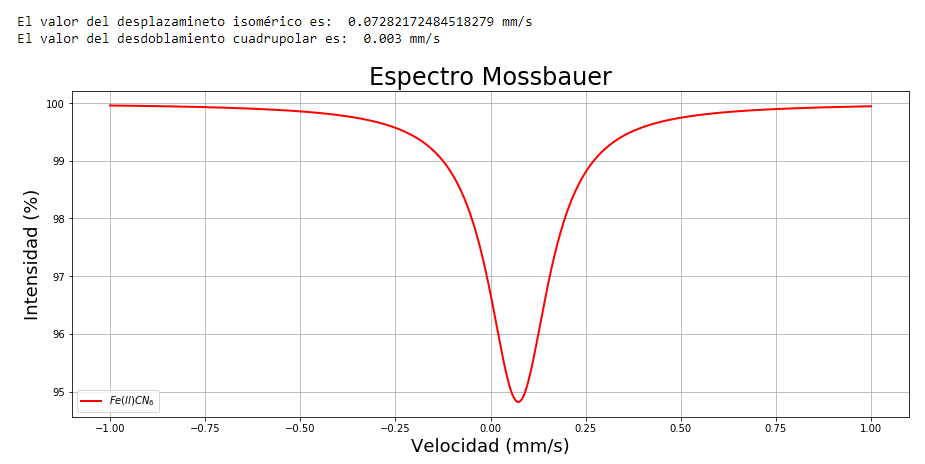 El valor del desplazamineto isomérico es:  0.07282172484518279 mm/s
El valor del desdoblamiento cuadrupolar es:  0.003 mm/s
Espectro Mossbauer
Intensidad (%)
100
99
98
97
96
95
Fe(II)CN₆
−1.00 −0.75 −0.50 −0.25 0.00 0.25 0.50 0.75 1.00
Velocidad (mm/s)